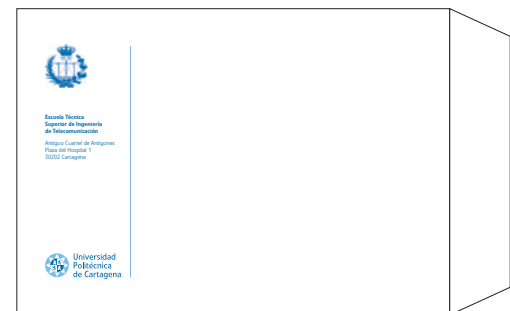 Escuela Técnica
Superior de Ingeniería
de Telecomunicación
Antiguo Cuartel de Antigones
Plaza del Hospital 1
30202 Cartagena
Universidad
Politécnica
de Cartagena